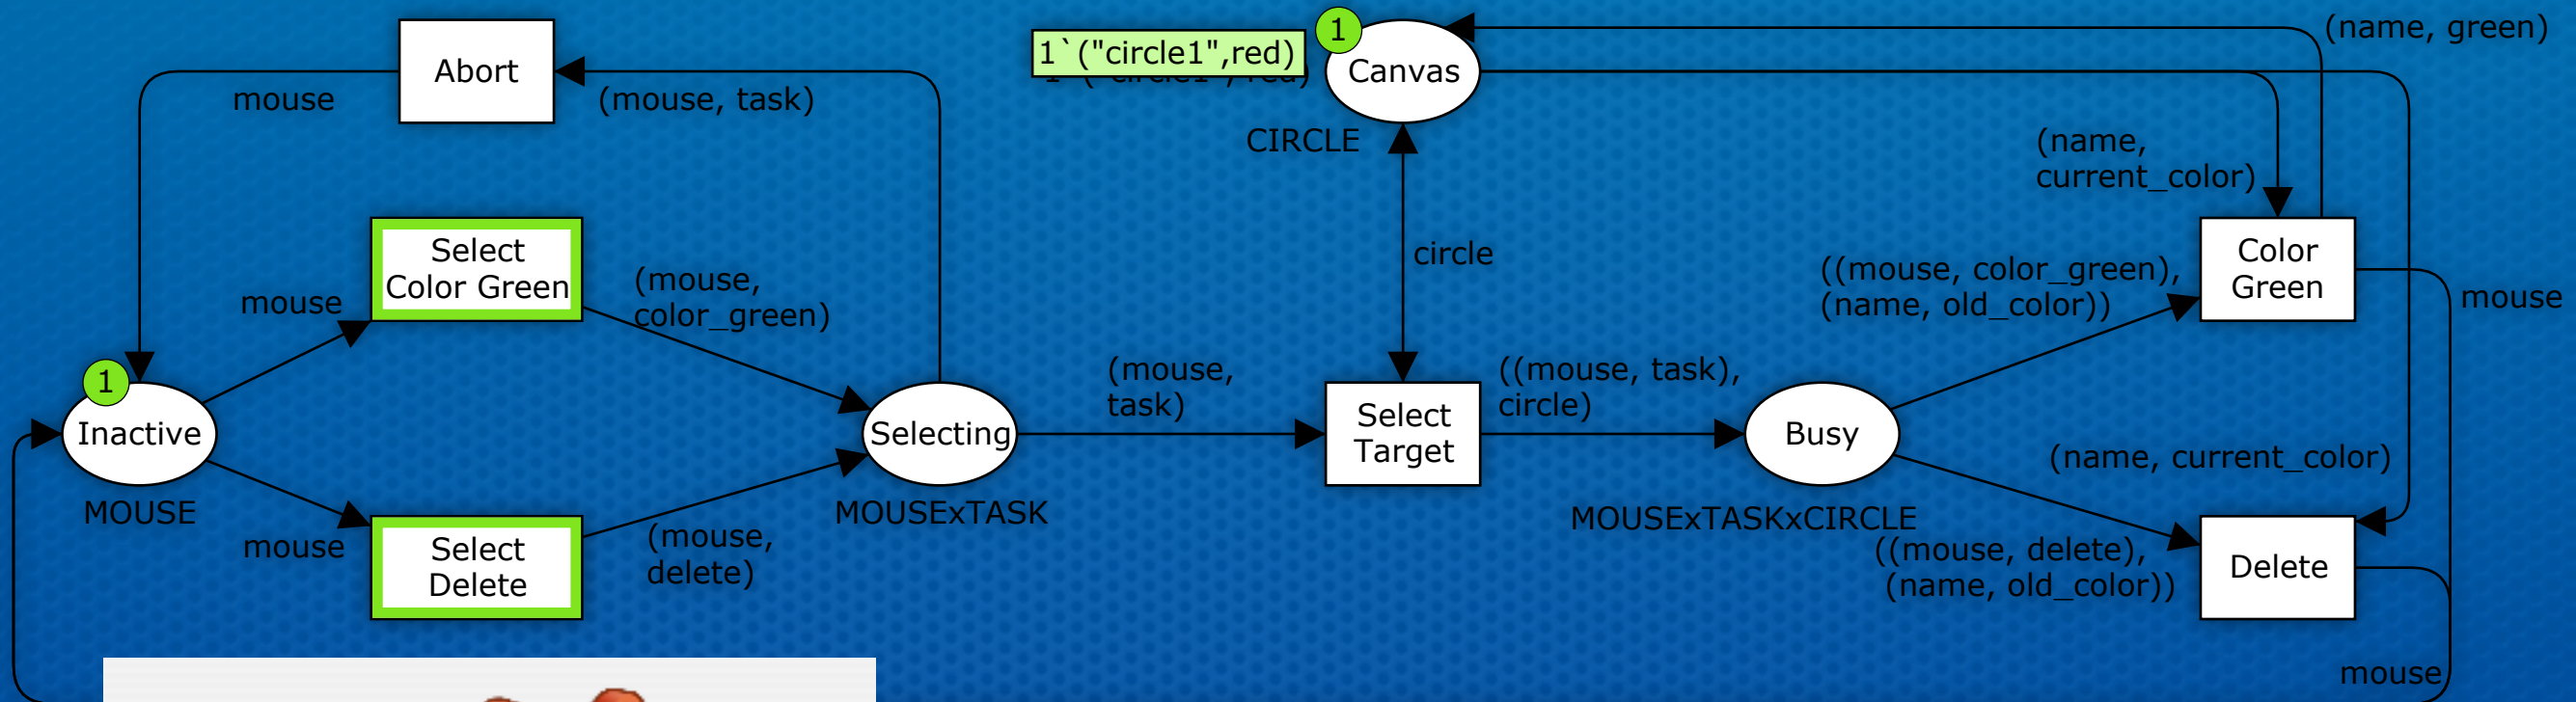 Abort
mouse
(mouse, task)
1`("circle1",red)
1
Canvas
CIRCLE
(name, green)
(name,
current_color)
Select
Color Green
mouse
(mouse,
color_green)
circle
((mouse, color_green),
(name, old_color))
Color
Green
mouse
1
Inactive
MOUSE
Selecting
MOUSExTASK
(mouse,
task)
Select
Target
((mouse, task),
circle)
Busy
MOUSExTASKxCIRCLE
(name, current_color)
mouse
Select
Delete
(mouse,
delete)
((mouse, delete),
(name, old_color))
Delete
mouse